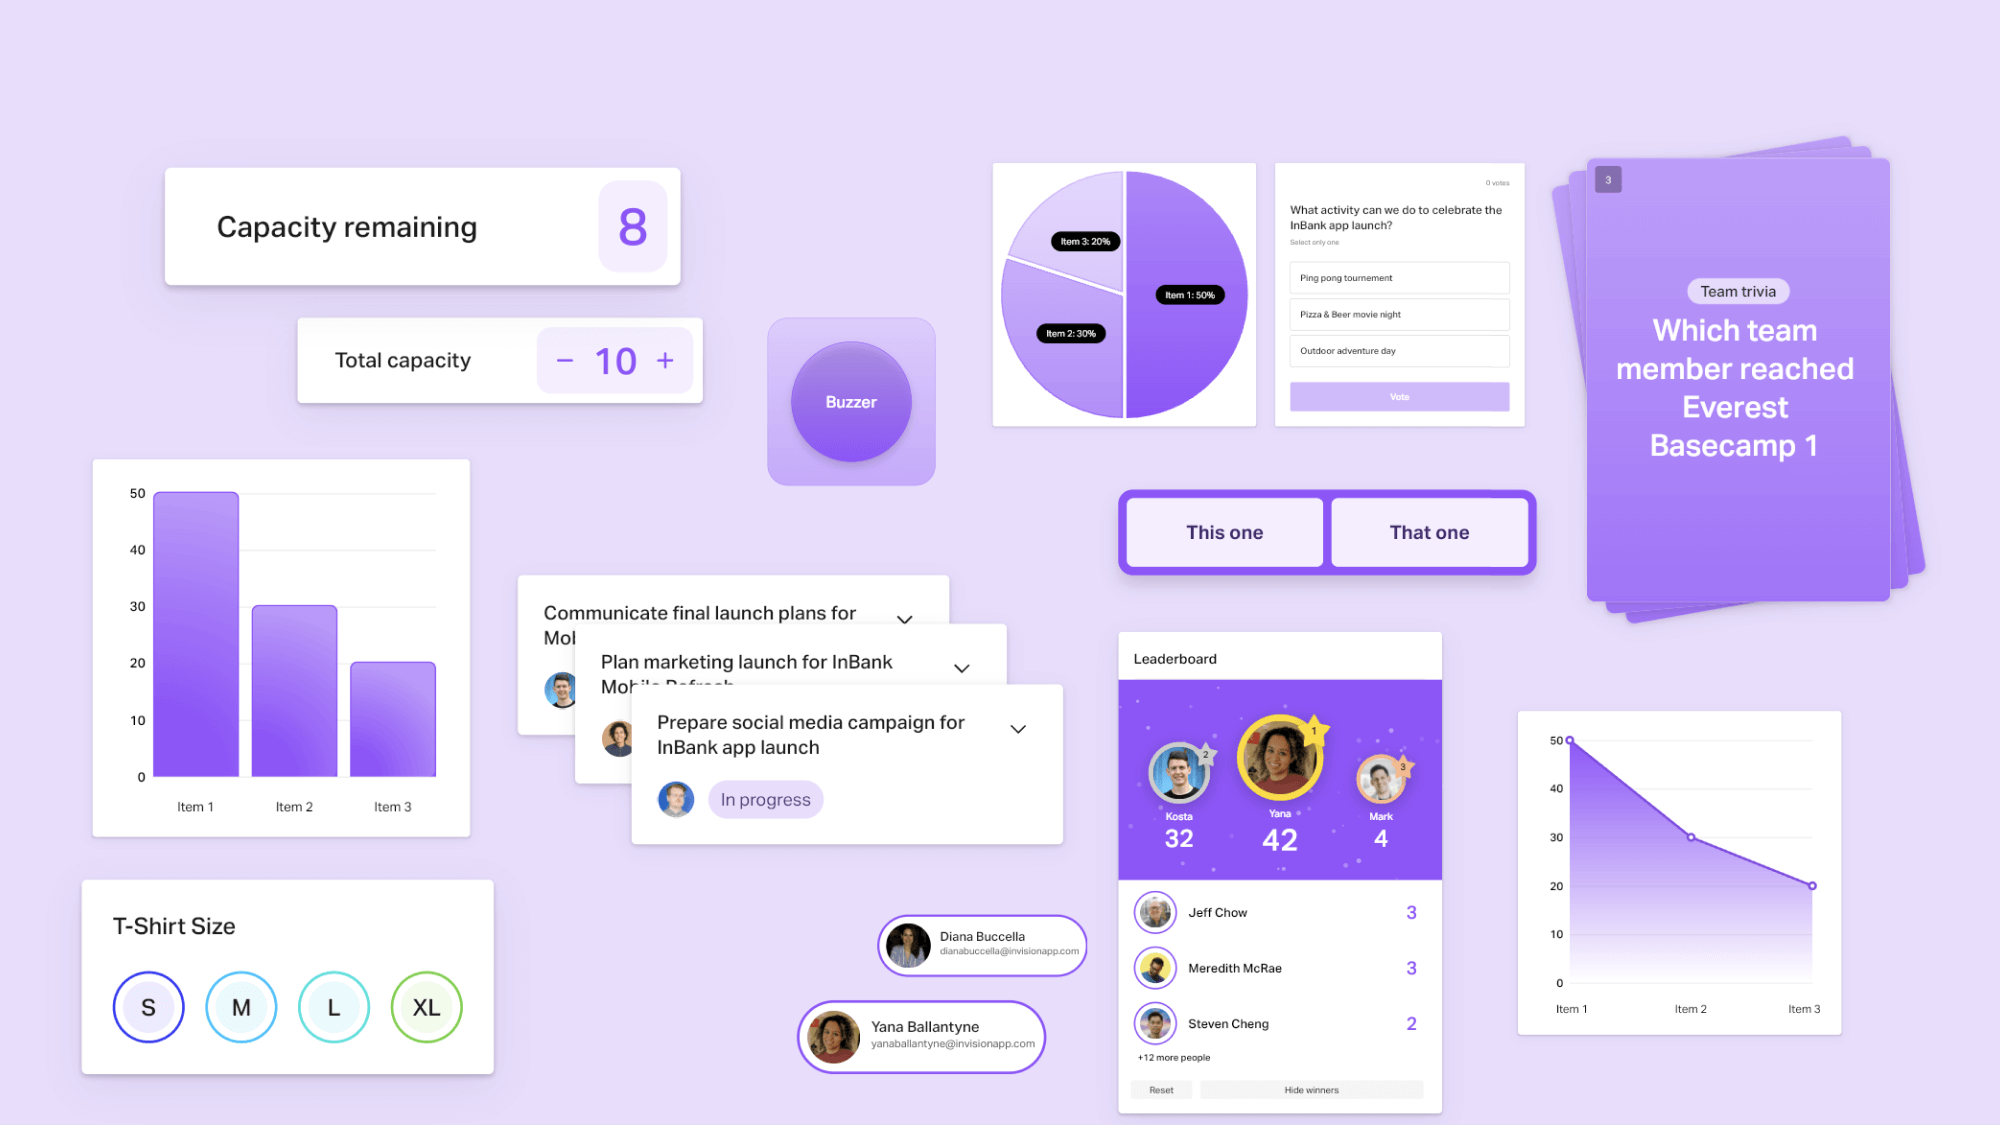 Capacity remaining
8
Total capacity
− 10 +
Buzzer
Item 3: 20%
Item 1: 50%
Item 2: 30%
0 votes
What activity can we do to celebrate the
InBank app launch?
Select only one
Ping pong tournement
Pizza & Beer movie night
Outdoor adventure day
Vote
3
Team trivia
Which team
member reached
Everest
Basecamp 1
50
40
30
20
10
0
Item 1
Item 2
Item 3
This one
That one
Communicate final launch plans for
Plan marketing launch for InBank
Prepare social media campaign for
InBank app launch
In progress
Leaderboard
2
1
3
Kosta
32
Yana
42
Mark
4
Jeff Chow
3
Meredith McRae
3
Steven Cheng
2
+12 more people
Reset
Hide winners
50
40
30
20
10
0
Item 1
Item 2
Item 3
T-Shirt Size
S
M
L
XL
Diana Buccella
dianabuccella@invisionapp.com
Yana Ballantyne
yanaballantyne@invisionapp.com